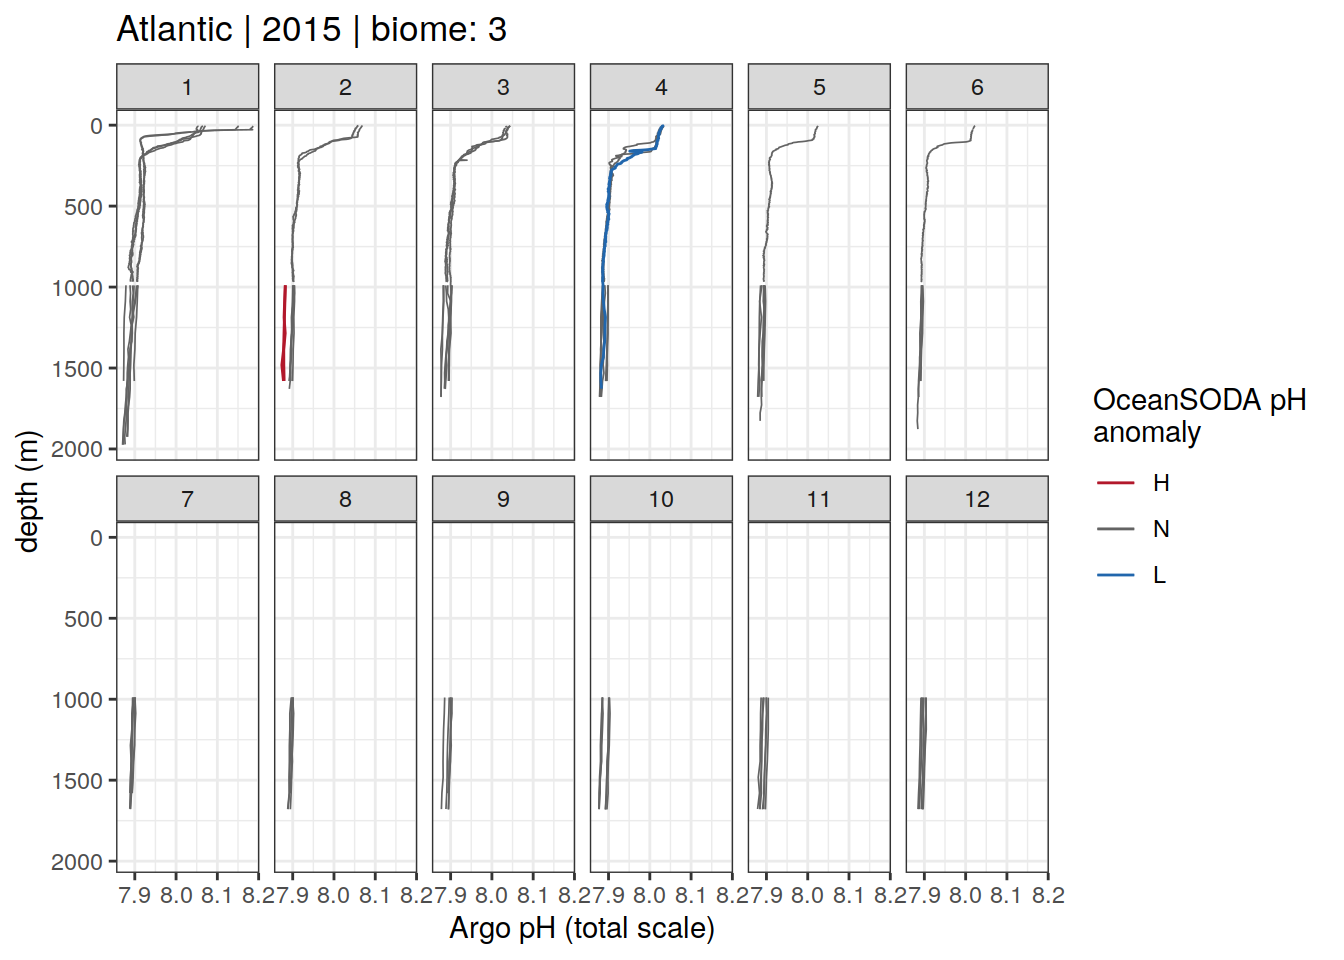 Atlantic | 2015 | biome: 3
1 2 3 4 5 6
0
500
1000
1500
2000
7 8 9 10 11 12
0
500
1000
1500
2000
7.9 8.0 8.1 8.2 7.9 8.0 8.1 8.2 7.9 8.0 8.1 8.2 7.9 8.0 8.1 8.2 7.9 8.0 8.1 8.2 7.9 8.0 8.1 8.2
Argo pH (total scale)
depth (m)
OceanSODA pH
anomaly
H
N
L